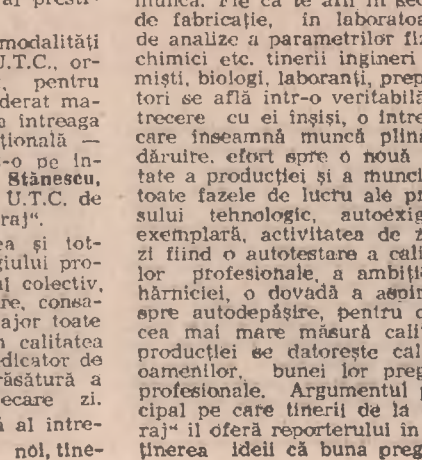 al presti-
modalități
U.T.C., or-
pentru
derat ma-
întreaga
țională —
-o pe in-
Stănescu,
U.T.C. de
raj“.
ea și tot-
giului pro-
al colectiv,
re, consa-
ajor toate
calitatea
dicator de
răsătură a
ecare zi.
al între-
noi, tine-
muncă. Fie că te afli în sec
de fabricație, în laboratoa
de analize a parametrilor fiz
chimici etc. tinerii ingineri
miști, biologi, laboranți, prep
tori se află într-o veritabilă
trecere cu ei înșiși, o între
care înseamnă muncă plină
dăruire, efort spre o nouă
tate a producției și a muncii
toate fazele de lucru ale pr
sului tehnologic, autoexig
exemplară, activitatea de z
zi fiind o autotestare a cali
lor profesionale, a ambiți
hărniciei, o dovadă a aspir
spre autodepășire, pentru c
cea mai mare măsură calit
producției se datorește cal
oamenilor, bunei lor preg
profesionale. Argumentul p
cipal pe care tinerii de la
raj“ îl oferă reporterului în
ținerea ideii că buna preg